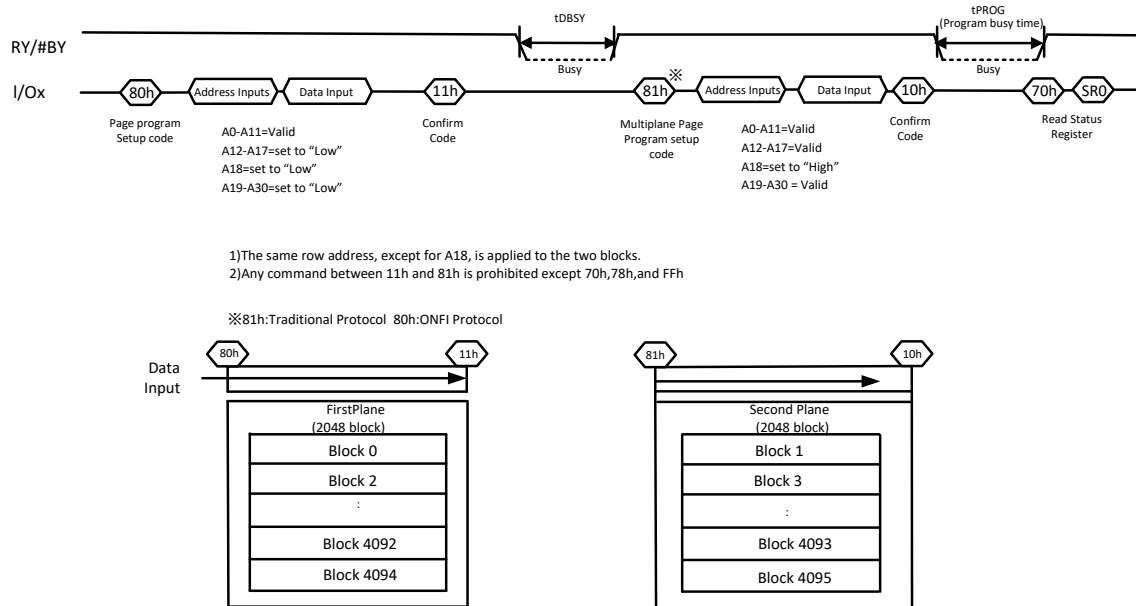 tDBSY
tPROG
(Program busy time)
RY/#BY
Busy
Busy
I/Ox
80h
Address Inputs
Data Input
11h
81h
※
Address Inputs
Data Input
10h
70h
SR0
Page program
Setup code
A0-A11=Valid
A12-A17=set to “Low”
A18=set to “Low”
A19-A30=set to “Low”
Confirm
Code
Multiplane Page
Program setup
code
A0-A11=Valid
A12-A17=Valid
A18=set to “High”
A19-A30 = Valid
Confirm
Code
Read Status
Register
1)The same row address, except for A18, is applied to the two blocks.
2)Any command between 11h and 81h is prohibited except 70h,78h,and FFh
※81h:Traditional Protocol 80h:ONFI Protocol
80h
11h
Data
Input
FirstPlane
(2048 block)
Block 0
Block 2
:
Block 4092
Block 4094
81h
10h
Second Plane
(2048 block)
Block 1
Block 3
:
Block 4093
Block 4095